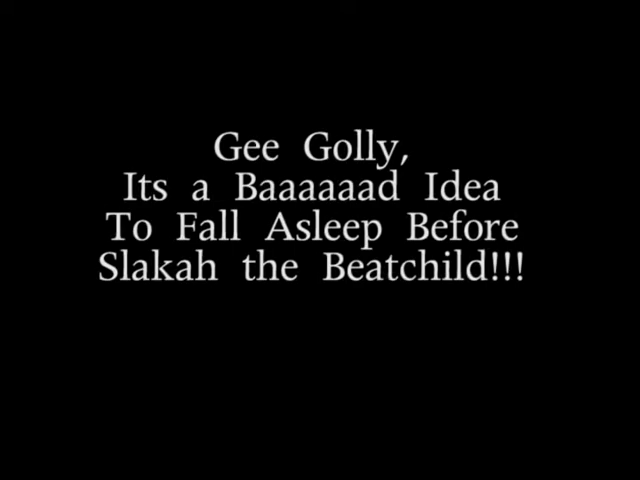 Gee Golly,
Its a Baaaaaad Idea
To Fall Asleep Before
Slakah the Beatchild!!!